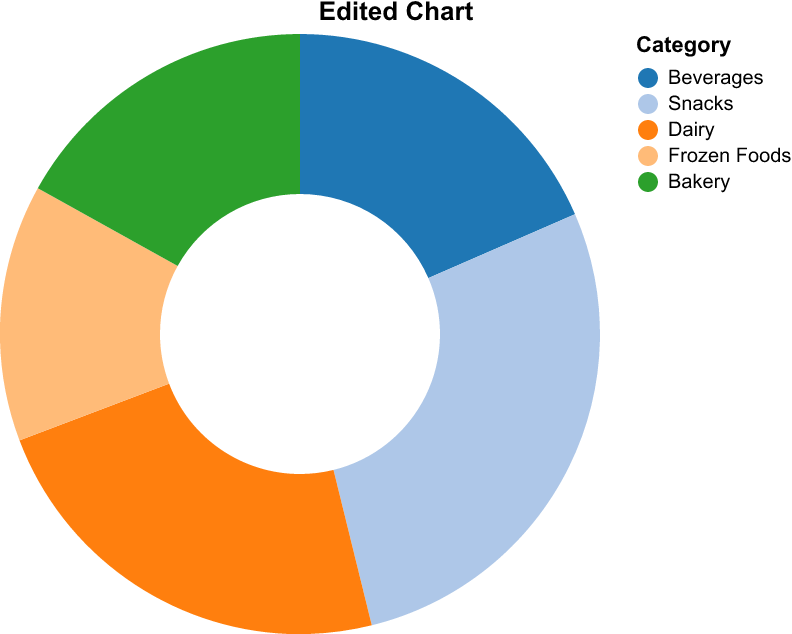 Edited Chart
Category
Beverages
Snacks
Dairy
Frozen Foods
Bakery